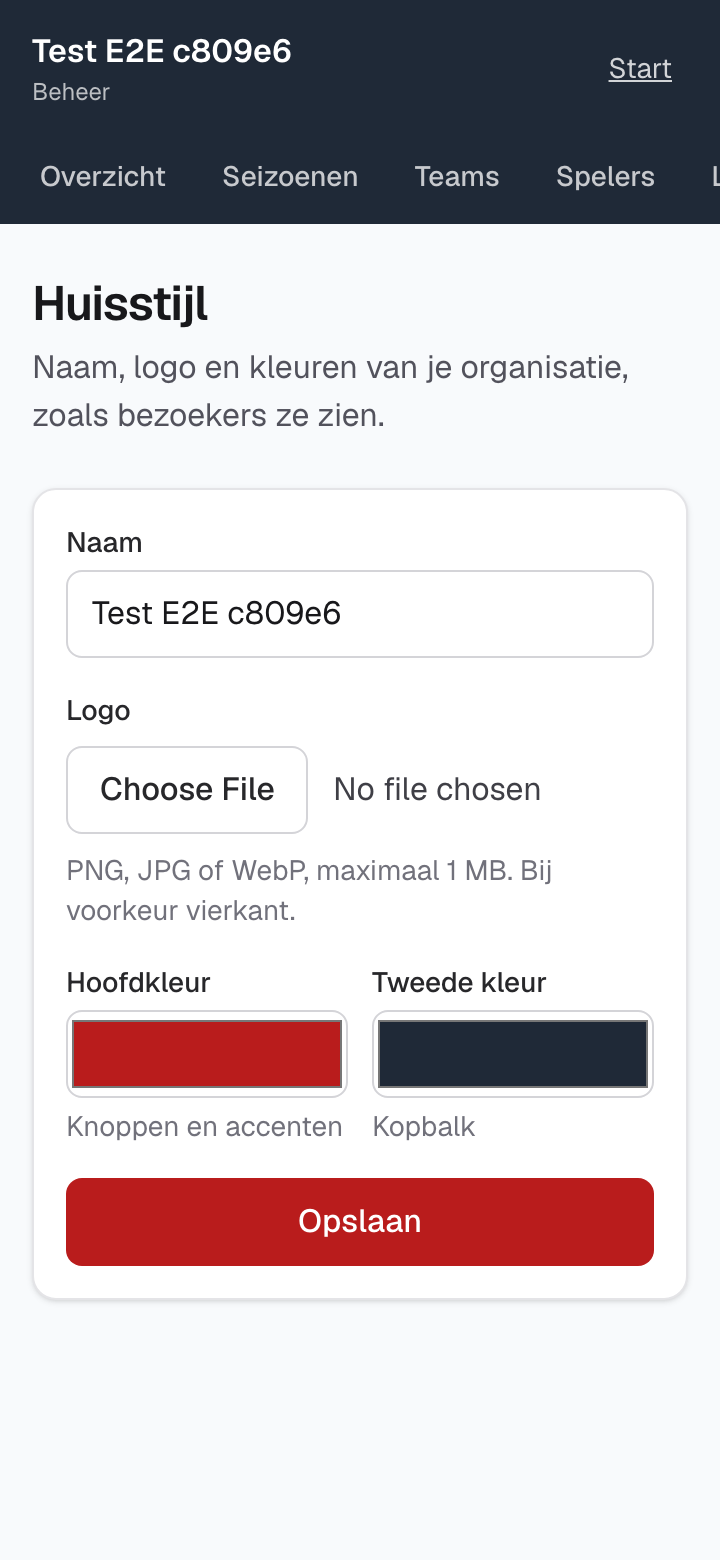 Test E2E c809e6
Beheer
Start
Overzicht Seizoenen Teams Spelers
Huisstijl
Naam, logo en kleuren van je organisatie,
zoals bezoekers ze zien.
Naam
Test E2E c809e6
Logo
Choose File No file chosen
PNG, JPG of WebP, maximaal 1 MB. Bij
voorkeur vierkant.
Hoofdkleur Tweede kleur
Knoppen en accenten Kopbalk
Opslaan